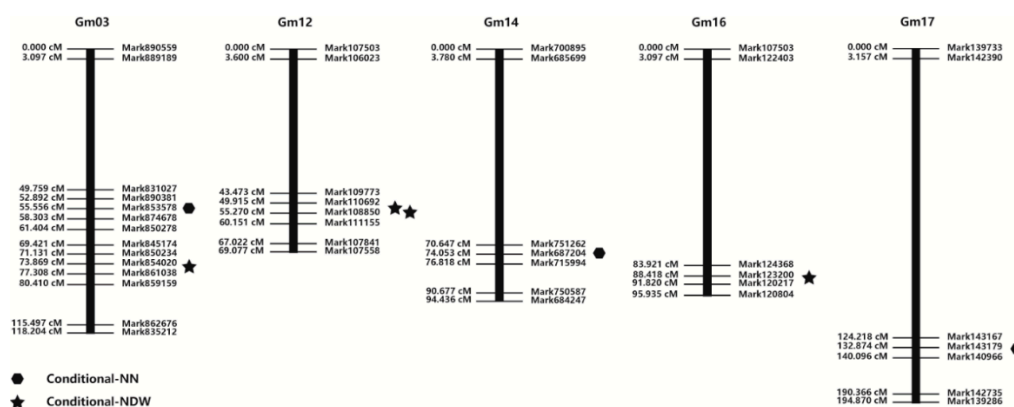 Gm03
0.000 cM Mark890559
3.097 cM Mark889189
49.759 cM Mark831027
52.892 cM Mark890381
55.556 cM Mark853578
58.303 cM Mark874678
61.404 cM Mark850278
69.421 cM Mark845174
71.131 cM Mark850234
73.869 cM Mark854020
77.308 cM Mark861038
80.410 cM Mark859159
115.497 cM Mark862676
118.204 cM Mark835212
Gm12
0.000 cM Mark107503
3.600 cM Mark106023
43.473 cM Mark109773
49.915 cM Mark110692
55.270 cM Mark108850
60.151 cM Mark111155
67.022 cM Mark107841
69.077 cM Mark107558
Gm14
0.000 cM Mark700895
3.780 cM Mark685699
70.647 cM Mark751262
74.053 cM Mark687204
76.818 cM Mark715994
90.677 cM Mark750587
94.436 cM Mark684247
Gm16
0.000 cM Mark107503
3.097 cM Mark122403
83.921 cM Mark124368
88.418 cM Mark123200
91.820 cM Mark120217
95.935 cM Mark120804
Gm17
0.000 cM Mark139733
3.157 cM Mark142390
124.218 cM Mark143167
132.874 cM Mark143179
140.096 cM Mark140966
190.366 cM Mark142735
194.870 cM Mark139286
Conditional-NN
Conditional-NDW